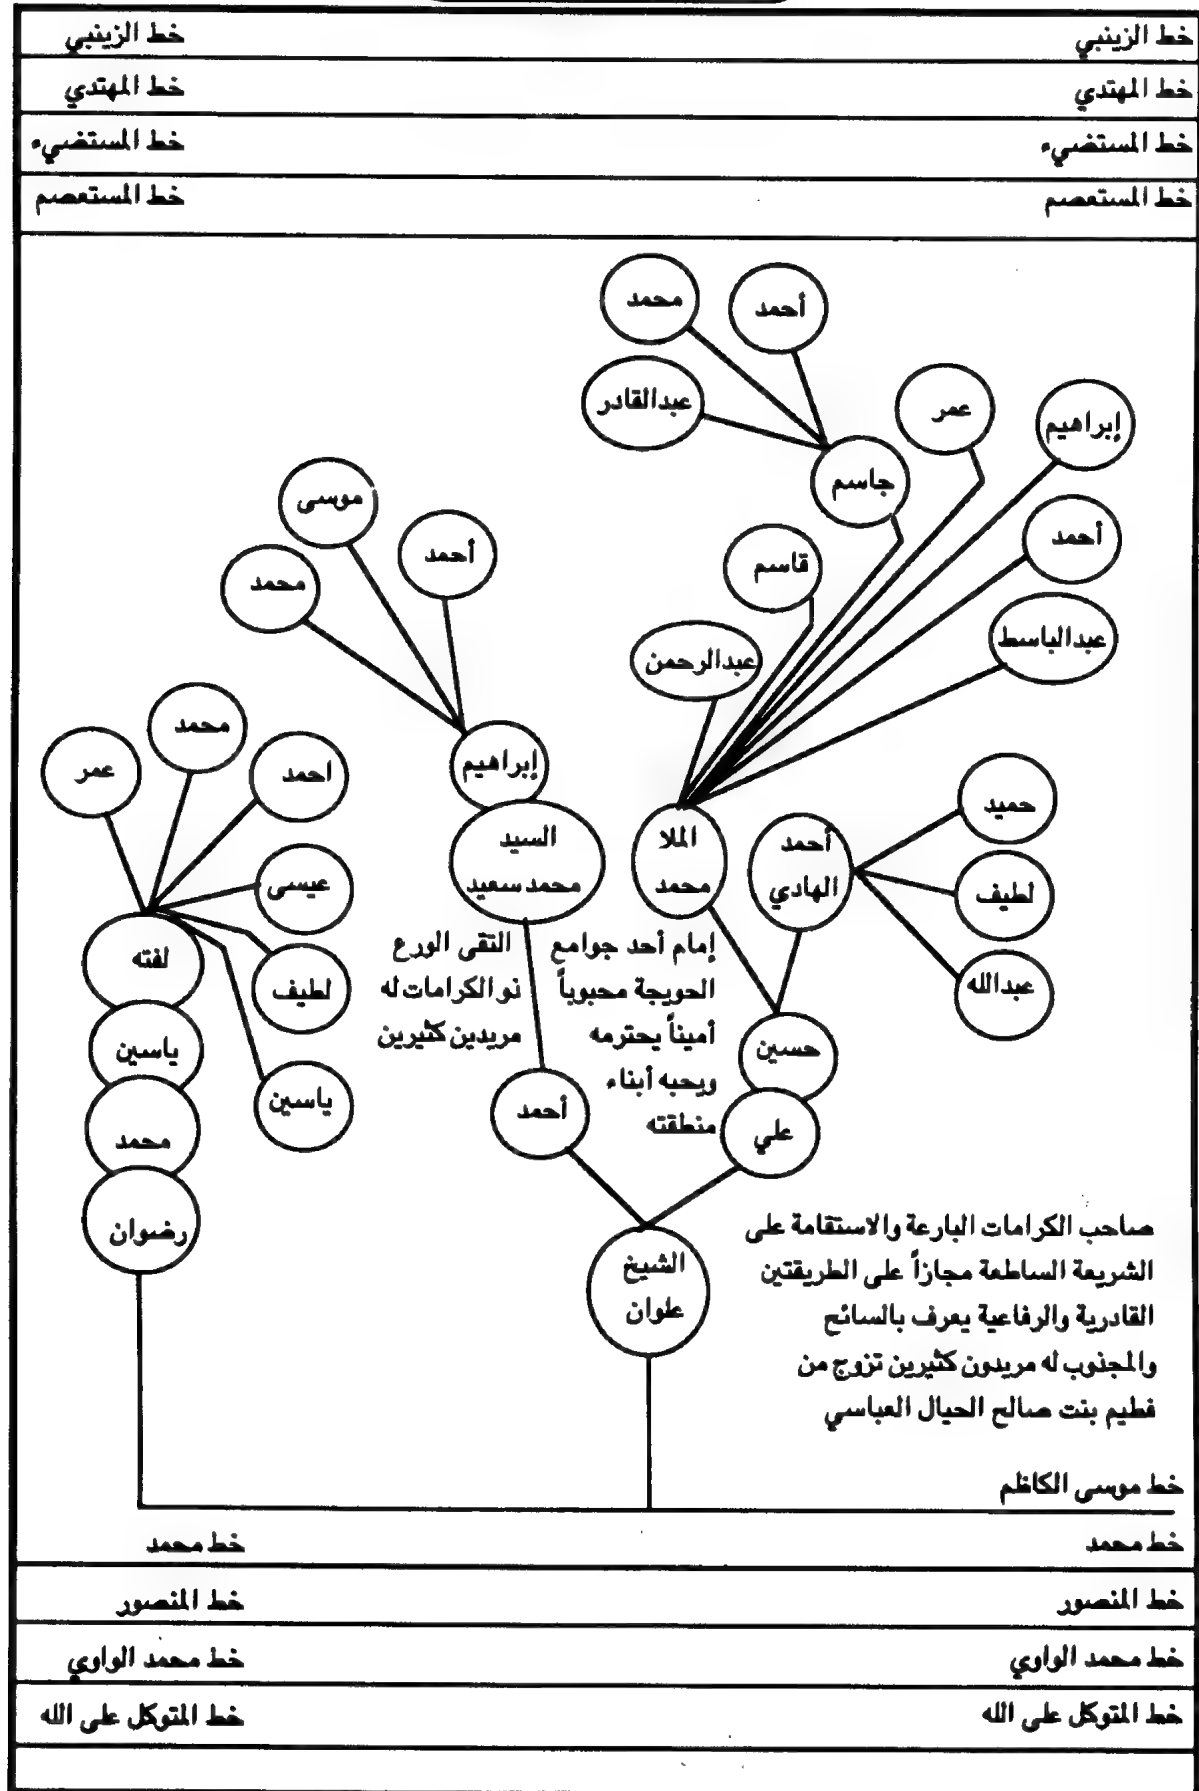 خط الزينبي
خط الزينبي
خط المهتدي
خط المهتدي
خط المستضيء
خط المستضيء
خط المستعصم
خط المستعصم
أحمد
محمد
عبدالقادر
عمر
إبراهيم
جاسم
موسى
أحمد
محمد
قاسم
أحمد
عبدالباسط
عبدالرحمن
احمد
محمد
عمر
إبراهيم
حميد
عيسى
السيد
محمد سعيد
الملا
محمد
أحمد
الهادي
لطيف
عبدالله
لفته
لطيف
ياسين
ياسين
محمد
رضوان
التقى الورع
نو الكرامات له
مريدين كثيرين
إمام أحد جوامع
الحويجة محبوباً
أميناً يحترمه
ويحبه أبناء
منطقته
حسين
علي
أحمد
الشيخ
علوان
صاحب الكرامات البارعة والاستقامة على
الشريعة الساطعة مجازاً على الطريقتين
القادرية والرفاعية يعرف بالسائح
والمجنوب له مريدون كثيرين تزوج من
فطيم بنت صالح الحيال العباسي
خط موسى الكاظم
خط محمد
خط محمد
خط المنصور
خط المنصور
خط محمد الواوي
خط محمد الواوي
خط المتوكل على الله
خط المتوكل على الله